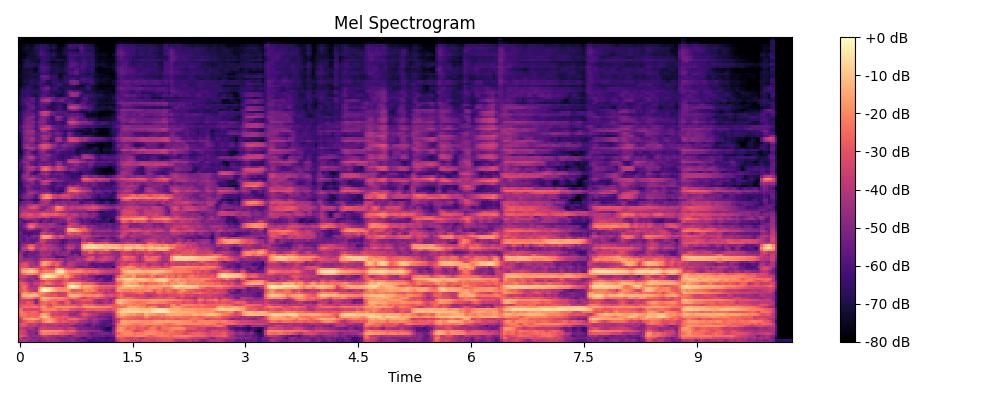 Mel Spectrogram
+0 dB
-10 dB
-20 dB
-30 dB
-40 dB
-50 dB
-60 dB
-70 dB
-80 dB
0 1.5 3 4.5 6 7.5 9
Time